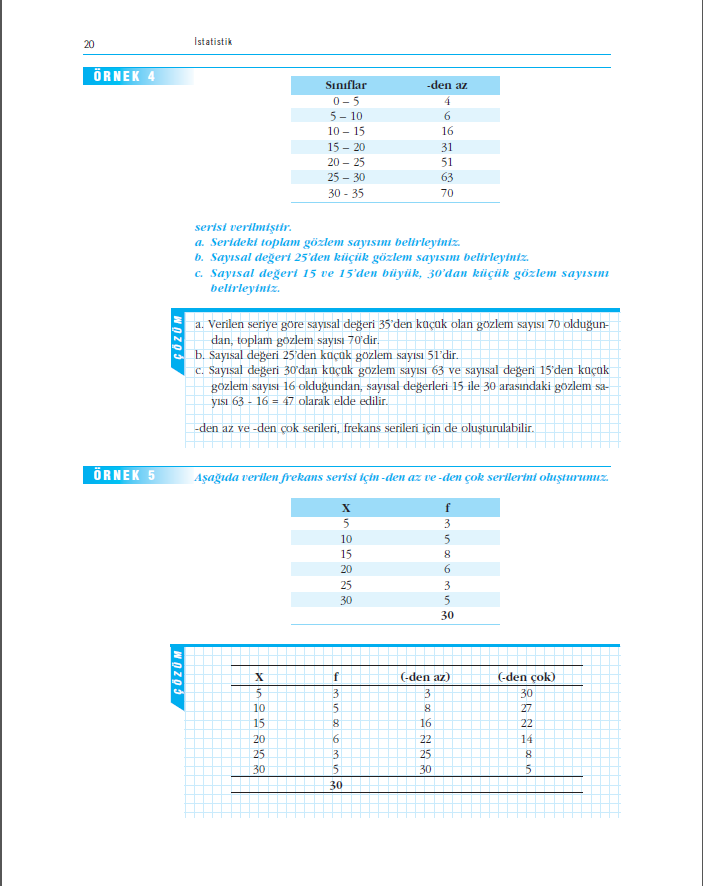 20 İstatistik
ÖRNEK 4
Sınıflar -den az
0 – 5 4
5 – 10 6
10 – 15 16
15 – 20 31
20 – 25 51
25 – 30 63
30 - 35 70
serisi verilmiştir.
a. Serideki toplam gözlem sayısını belirleyiniz.
b. Sayısal değeri 25'den küçük gözlem sayısını belirleyiniz.
c. Sayısal değeri 15 ve 15'den büyük, 30'dan küçük gözlem sayısını
belirleyiniz.
ÇÖZÜM
a. Verilen seriye göre sayısal değeri 35'den küçük olan gözlem sayısı 70 olduğun-
dan, toplam gözlem sayısı 70'dir.
b. Sayısal değeri 25'den küçük gözlem sayısı 51'dir.
c. Sayısal değeri 30'dan küçük gözlem sayısı 63 ve sayısal değeri 15'den küçük
gözlem sayısı 16 olduğundan, sayısal değerleri 15 ile 30 arasındaki gözlem sa-
yısı 63 - 16 = 47 olarak elde edilir.
-den az ve -den çok serileri, frekans serileri için de oluşturulabilir.
ÖRNEK 5
Aşağıda verilen frekans serisi için -den az ve -den çok serilerini oluşturunuz.
X f
5 3
10 5
15 8
20 6
25 3
30 5
30
ÇÖZÜM
X f (-den az) (-den çok)
5 3 3 30
10 5 8 27
15 8 16 22
20 6 22 14
25 3 25 8
30 5 30 5
30